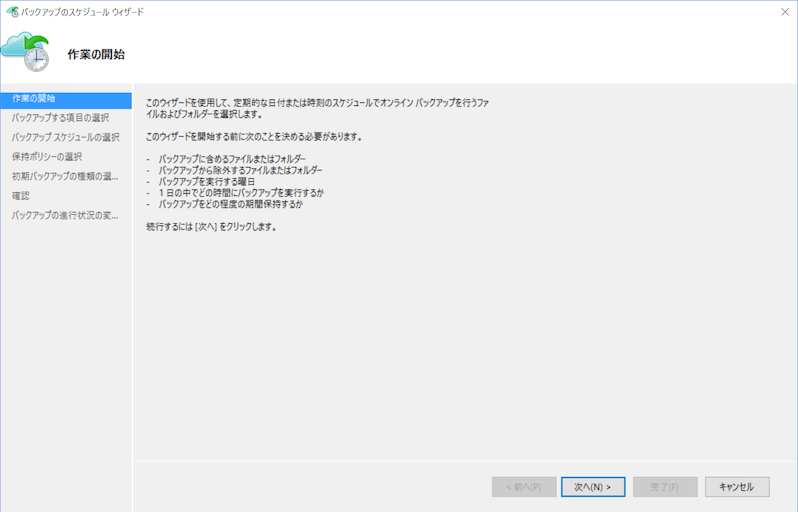 バックアップのスケジュール ウィザード
作業の開始
作業の開始
バックアップする項目の選択
バックアップ スケジュールの選択
保持ポリシーの選択
初期バックアップの種類の選...
確認
バックアップの進行状況の変...
このウィザードを使用して、定期的な日付または時刻のスケジュールでオンライン バックアップを行うファ
イルおよびフォルダーを選択します。
このウィザードを開始する前に次のことを決める必要があります。
- バックアップに含めるファイルまたはフォルダー
- バックアップから除外するファイルまたはフォルダー
- バックアップを実行する曜日
- 1 日の中でどの時間にバックアップを実行するか
- バックアップをどの程度の期間保持するか
続行するには [次へ] をクリックします。
< 前へ(P)
次へ(N) >
完了(F)
キャンセル